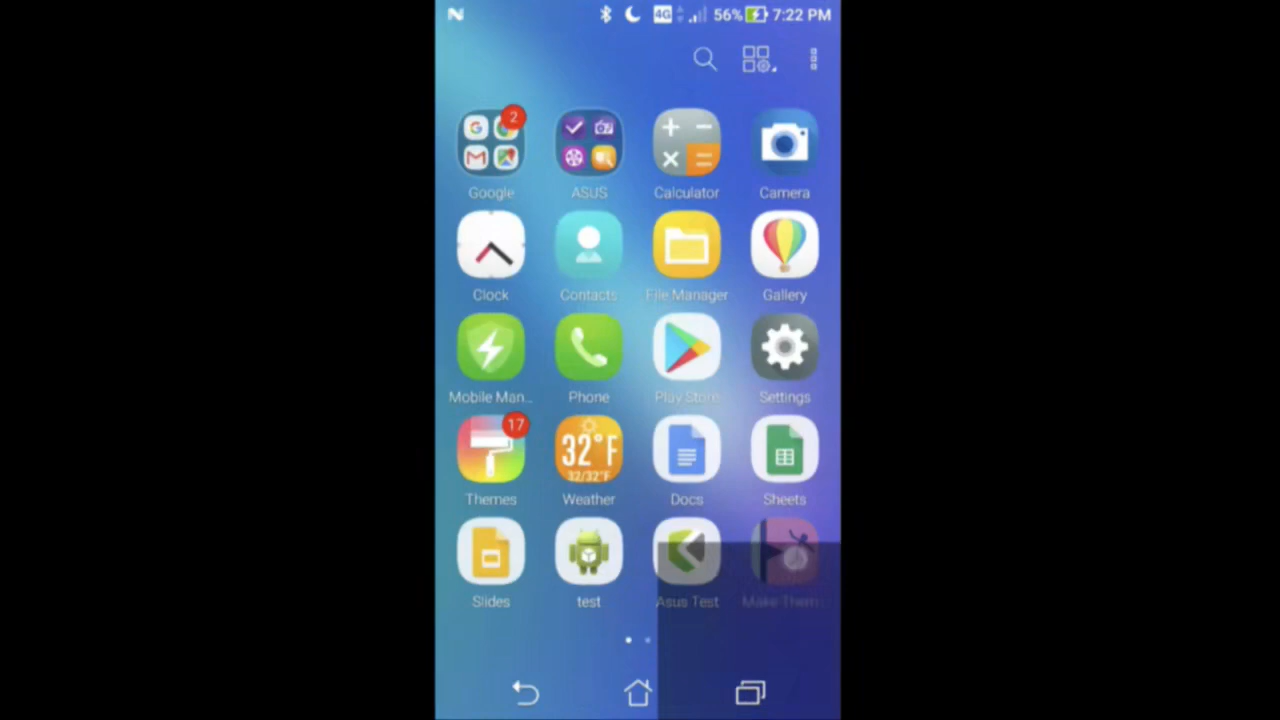 4G 56% 7:22 PM
2
Google ASUS Calculator Camera
Clock Contacts File Manager Gallery
Mobile Man... Phone Play Store Settings
17
32°F
32/32°F
Themes Weather Docs Sheets
Slides test Asus Test Make Them...